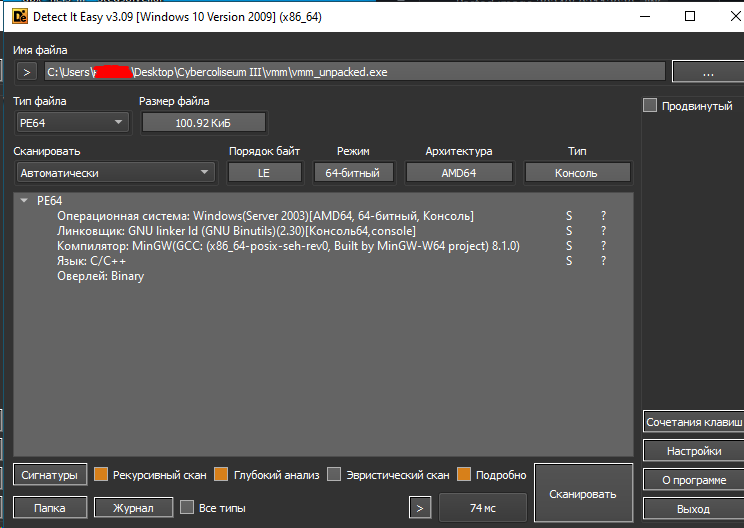 Detect It Easy v3.09 [Windows 10 Version 2009] (x86_64)
Имя файла
> C:\Users\ \Desktop\Cybercoliseum III\vmm\vmm_unpacked.exe ...
Тип файла Размер файла Продвинутый
PE64 100.92 КиБ
Сканировать Порядок байт Режим Архитектура Тип
Автоматически LE 64-битный AMD64 Консоль
PE64
Операционная система: Windows(Server 2003)[AMD64, 64-битный, Консоль] S ?
Линковщик: GNU linker ld (GNU Binutils)(2.30)[Консоль64,console] S ?
Компилятор: MinGW(GCC: (x86_64-posix-seh-rev0, Built by MinGW-W64 project) 8.1.0) S ?
Язык: C/C++ S ?
Оверлей: Binary
Сочетания клавиш
Настройки
Сигнатуры Рекурсивный скан Глубокий анализ Эвристический скан Подробно Сканировать О программе
Папка Журнал Все типы > 74 мс Выход